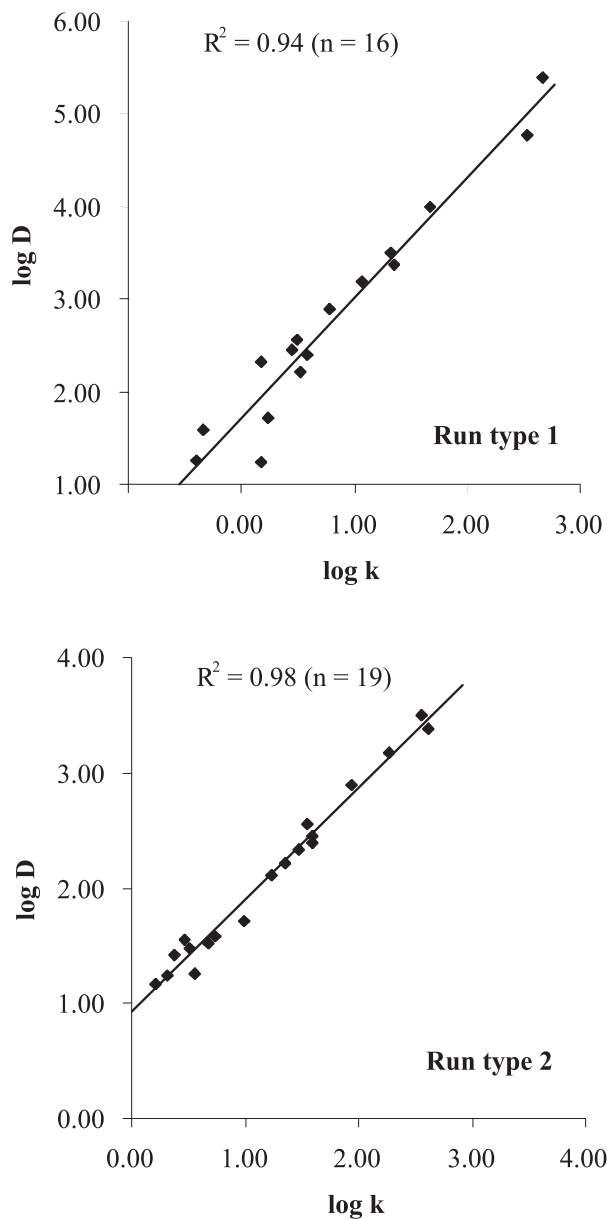 R² = 0.94 (n = 16)
6.00
5.00
4.00
3.00
2.00
1.00
log D
Run type 1
0.00 1.00 2.00 3.00
log k
R² = 0.98 (n = 19)
4.00
3.00
2.00
1.00
0.00
log D
Run type 2
0.00 1.00 2.00 3.00 4.00
log k